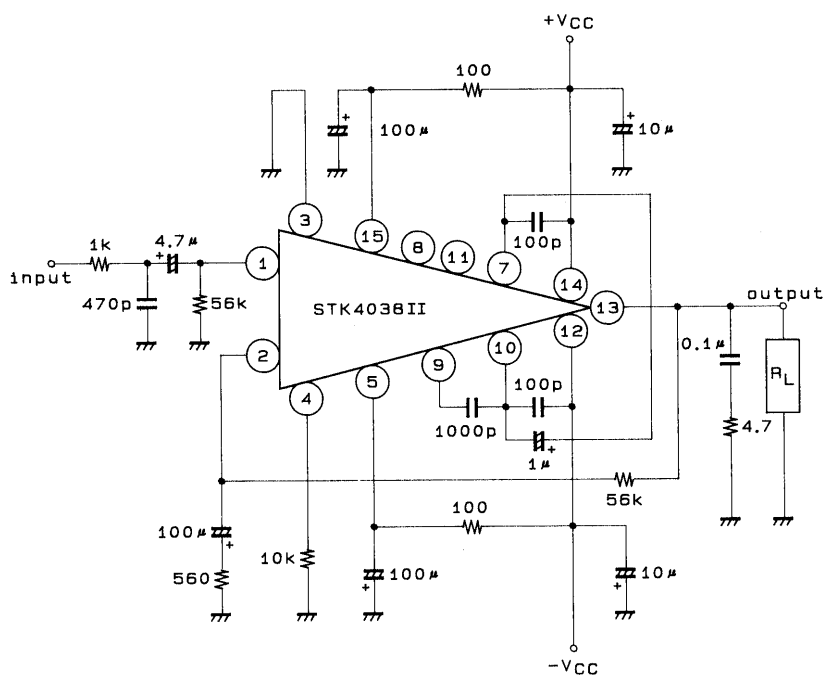 +VCC
100
+
100μ
+
10μ
3
15
8
11
7
100p
14
13
12
1k
4.7μ
+
input
470p
56k
1
STK4038II
2
4
5
9
10
1000p
100p
1μ
+
output
0.1μ
RL
4.7
56k
100μ
+
560
10k
100
100μ
+
10μ
+
-VCC